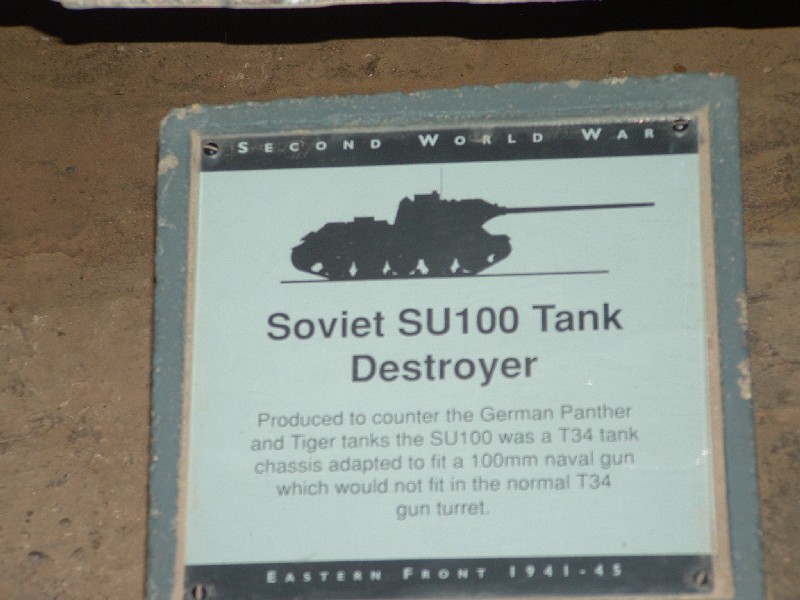 SECOND WORLD WAR
Soviet SU100 Tank
Destroyer
Produced to counter the German Panther
and Tiger tanks the SU100 was a T34 tank
chassis adapted to fit a 100mm naval gun
which would not fit in the normal T34
gun turret.
EASTERN FRONT 1941-45